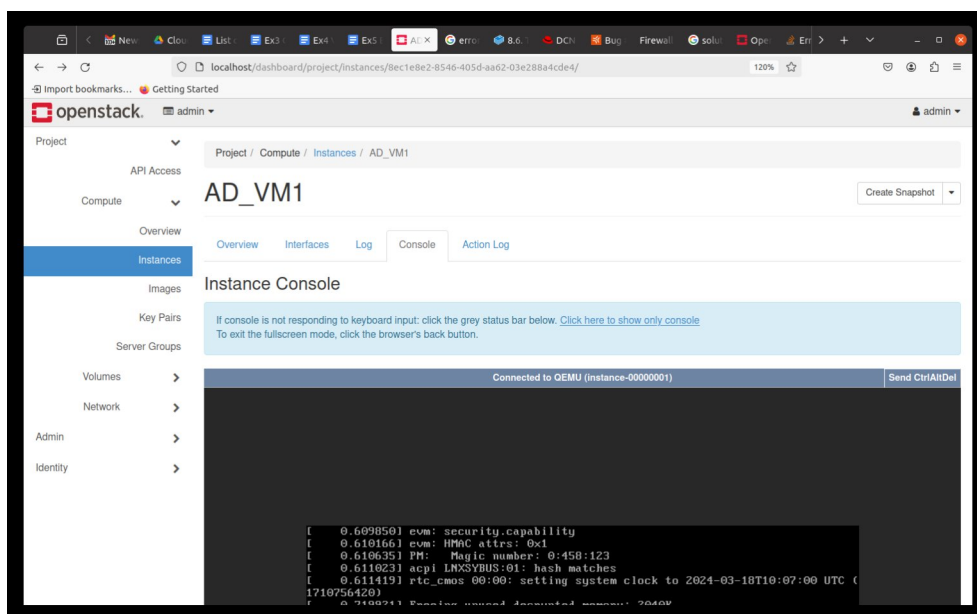 New Clou List Ex3 Ex4 Ex5 AD erro 8.6. DCN Bug Firewall solu Ope Err
localhost/dashboard/project/instances/8ec1e8e2-8546-405d-aa62-03e288a4cde4/ 120%
Import bookmarks... Getting Started
openstack. admin admin
Project
Project / Compute / Instances / AD_VM1
API Access
AD_VM1
Create Snapshot
Compute
Overview
Overview Interfaces Log Console Action Log
Instances
Instance Console
Images
Key Pairs
If console is not responding to keyboard input: click the grey status bar below. Click here to show only console
To exit the fullscreen mode, click the browser's back button.
Server Groups
Volumes
Connected to QEMU (instance-00000001) Send CtrlAltDel
Network
Admin
Identity
[ 0.609850] evm: security.capability
[ 0.610166] evm: HMAC attrs: 0x1
[ 0.610635] PM: Magic number: 0:458:123
[ 0.611023] acpi LNXSYBUS:01: hash matches
[ 0.611419] rtc_cmos 00:00: setting system clock to 2024-03-18T10:07:00 UTC (
1710756420)